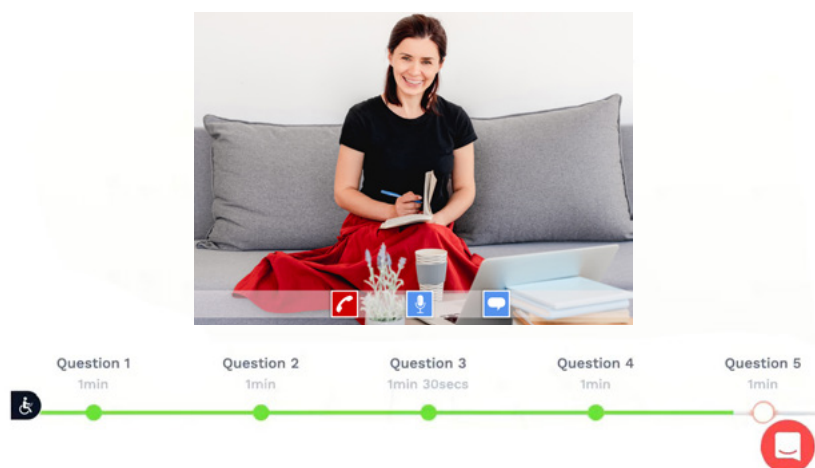 Question 1
1min
Question 2
1min
Question 3
1min 30secs
Question 4
1min
Question 5
1min